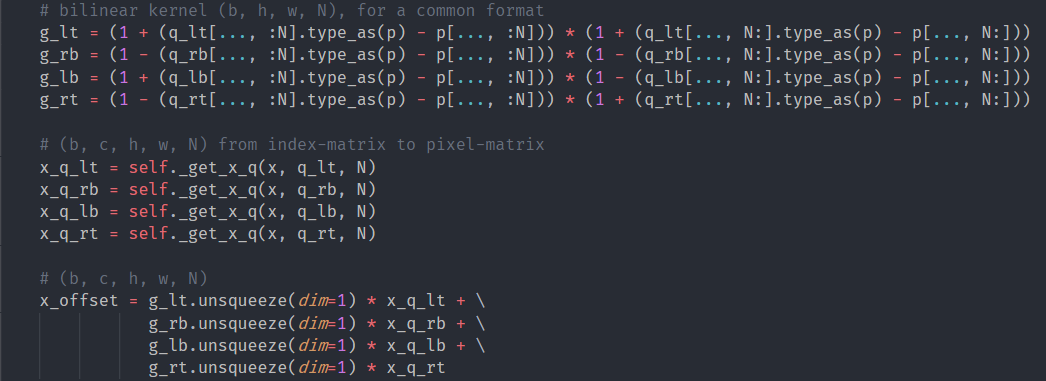 # bilinear kernel (b, h, w, N), for a common format
g_lt = (1 + (q_lt[..., :N].type_as(p) - p[..., :N])) * (1 + (q_lt[..., N:].type_as(p) - p[..., N:]))
g_rb = (1 - (q_rb[..., :N].type_as(p) - p[..., :N])) * (1 - (q_rb[..., N:].type_as(p) - p[..., N:]))
g_lb = (1 + (q_lb[..., :N].type_as(p) - p[..., :N])) * (1 - (q_lb[..., N:].type_as(p) - p[..., N:]))
g_rt = (1 - (q_rt[..., :N].type_as(p) - p[..., :N])) * (1 + (q_rt[..., N:].type_as(p) - p[..., N:]))

# (b, c, h, w, N) from index-matrix to pixel-matrix
x_q_lt = self._get_x_q(x, q_lt, N)
x_q_rb = self._get_x_q(x, q_rb, N)
x_q_lb = self._get_x_q(x, q_lb, N)
x_q_rt = self._get_x_q(x, q_rt, N)

# (b, c, h, w, N)
x_offset = g_lt.unsqueeze(dim=1) * x_q_lt + \
           g_rb.unsqueeze(dim=1) * x_q_rb + \
           g_lb.unsqueeze(dim=1) * x_q_lb + \
           g_rt.unsqueeze(dim=1) * x_q_rt